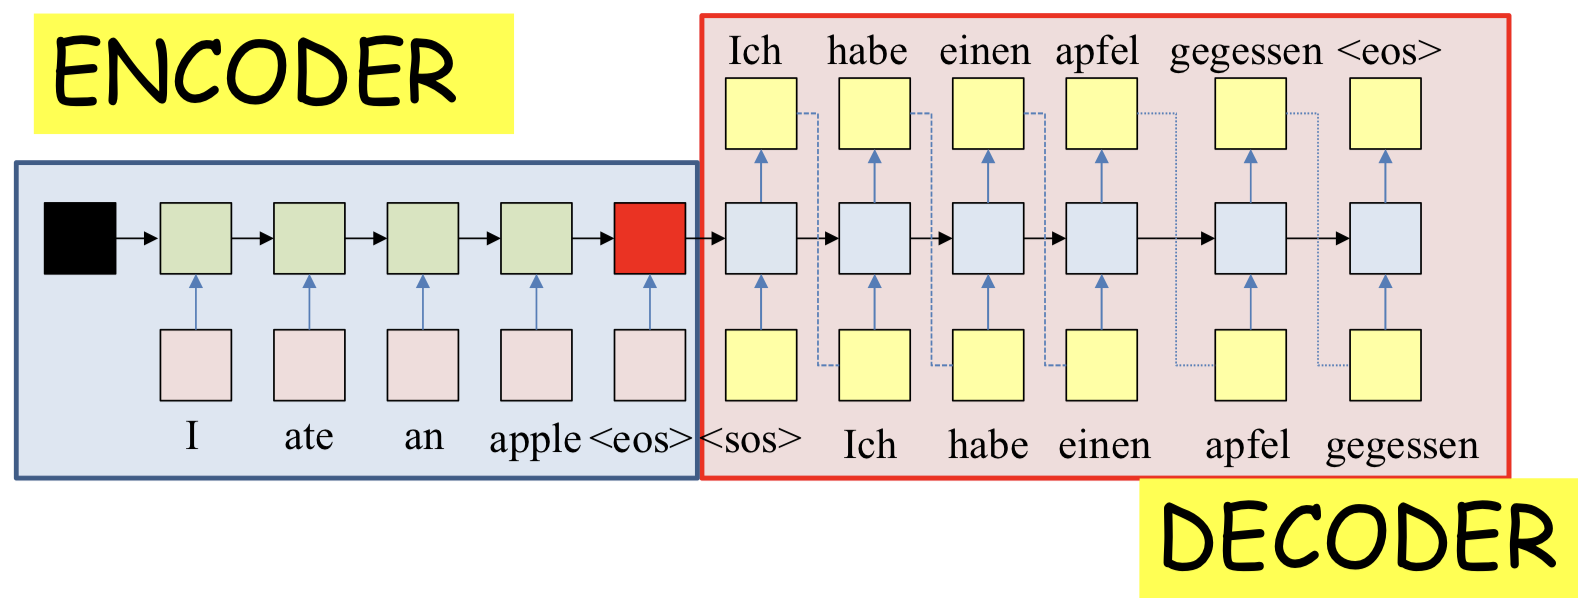 ENCODER
Ich habe einen apfel gegessen <eos>
I ate an apple <eos> <sos> Ich habe einen apfel gegessen
DECODER